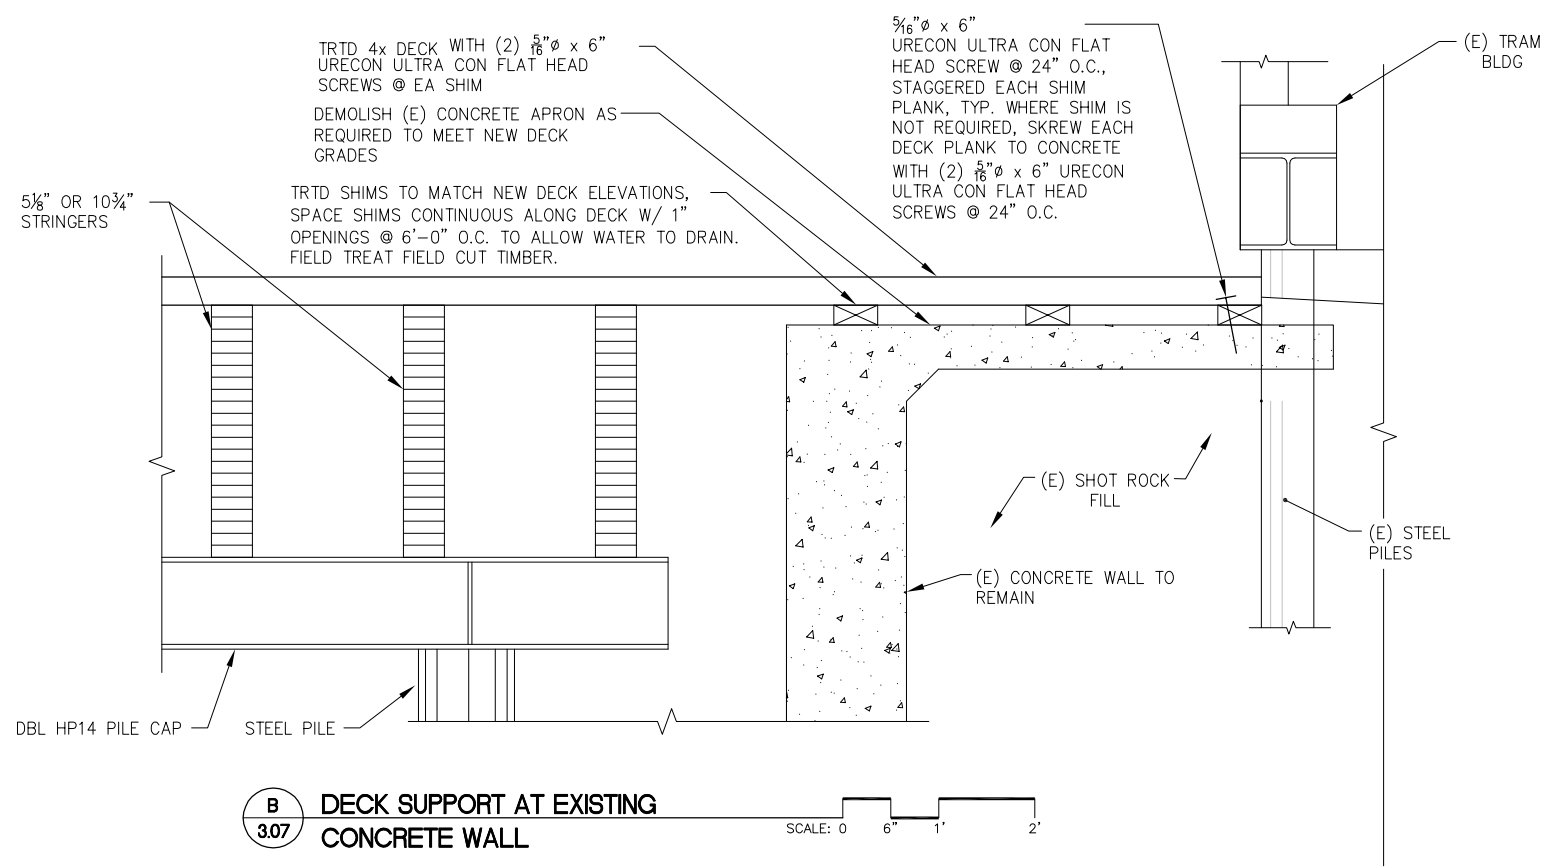 TRTD 4x DECK WITH (2) 5/16"ø x 6"
URECON ULTRA CON FLAT HEAD
SCREWS @ EA SHIM
DEMOLISH (E) CONCRETE APRON AS
REQUIRED TO MEET NEW DECK
GRADES
TRTD SHIMS TO MATCH NEW DECK ELEVATIONS,
SPACE SHIMS CONTINUOUS ALONG DECK W/ 1"
OPENINGS @ 6'-0" O.C. TO ALLOW WATER TO DRAIN.
FIELD TREAT FIELD CUT TIMBER.
5⅛" OR 10¾"
STRINGERS
5/16"ø x 6"
URECON ULTRA CON FLAT
HEAD SCREW @ 24" O.C.,
STAGGERED EACH SHIM
PLANK, TYP. WHERE SHIM IS
NOT REQUIRED, SKREW EACH
DECK PLANK TO CONCRETE
WITH (2) 5/16"ø x 6" URECON
ULTRA CON FLAT HEAD
SCREWS @ 24" O.C.
(E) TRAM
BLDG
(E) SHOT ROCK
FILL
(E) STEEL
PILES
(E) CONCRETE WALL TO
REMAIN
DBL HP14 PILE CAP
STEEL PILE
B
3.07
DECK SUPPORT AT EXISTING
CONCRETE WALL
SCALE: 0 6" 1' 2'